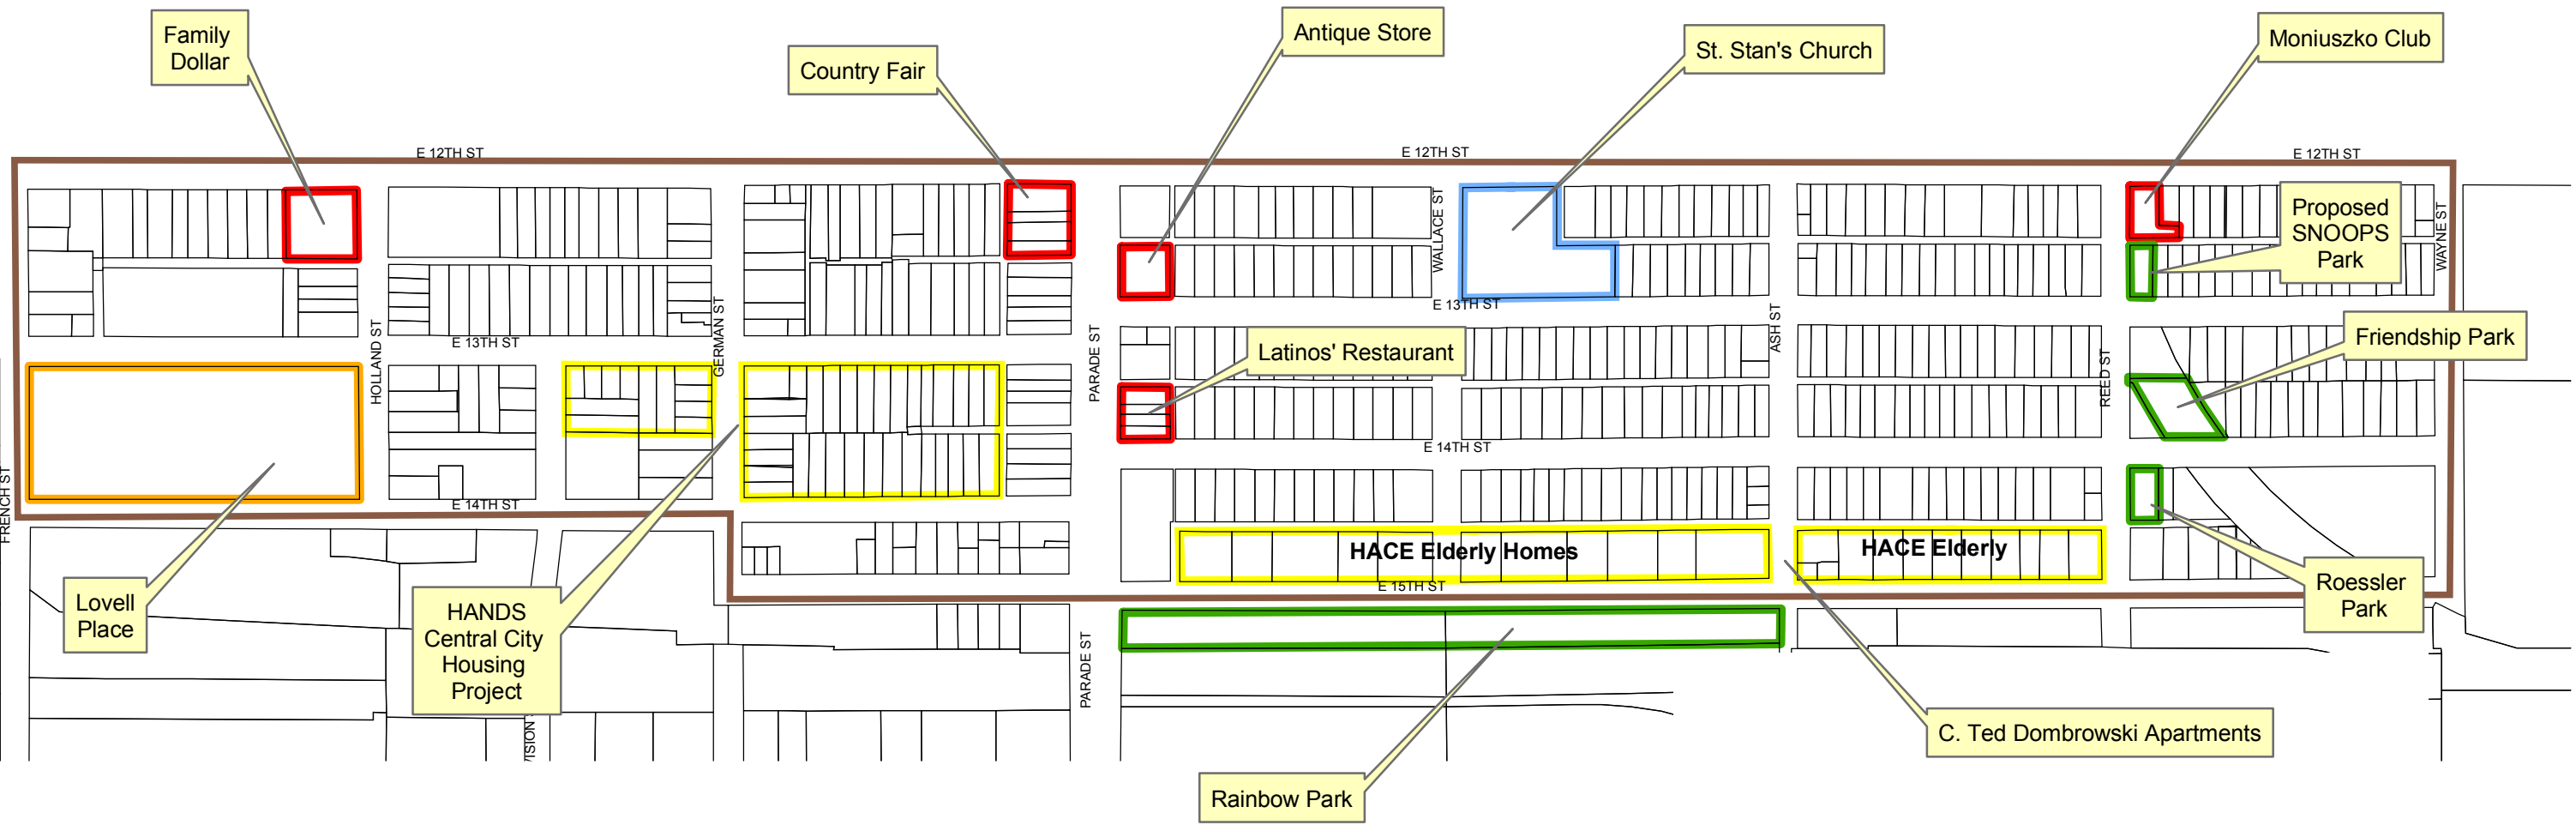 Family
Dollar
Country Fair
Antique Store
St. Stan's Church
Moniuszko Club
E 12TH ST
E 12TH ST
E 12TH ST
Proposed
SNOOPS
Park
WALLACE ST
WAYNE ST
E 13TH ST
HOLLAND ST
GERMAN ST
E 13TH ST
PARADE ST
ASH ST
REED ST
Latinos' Restaurant
Friendship Park
E 14TH ST
FRENCH ST
E 14TH ST
HACE Elderly Homes
HACE Elderly
E 15TH ST
Lovell
Place
HANDS
Central City
Housing
Project
Roessler
Park
PARADE ST
C. Ted Dombrowski Apartments
Rainbow Park